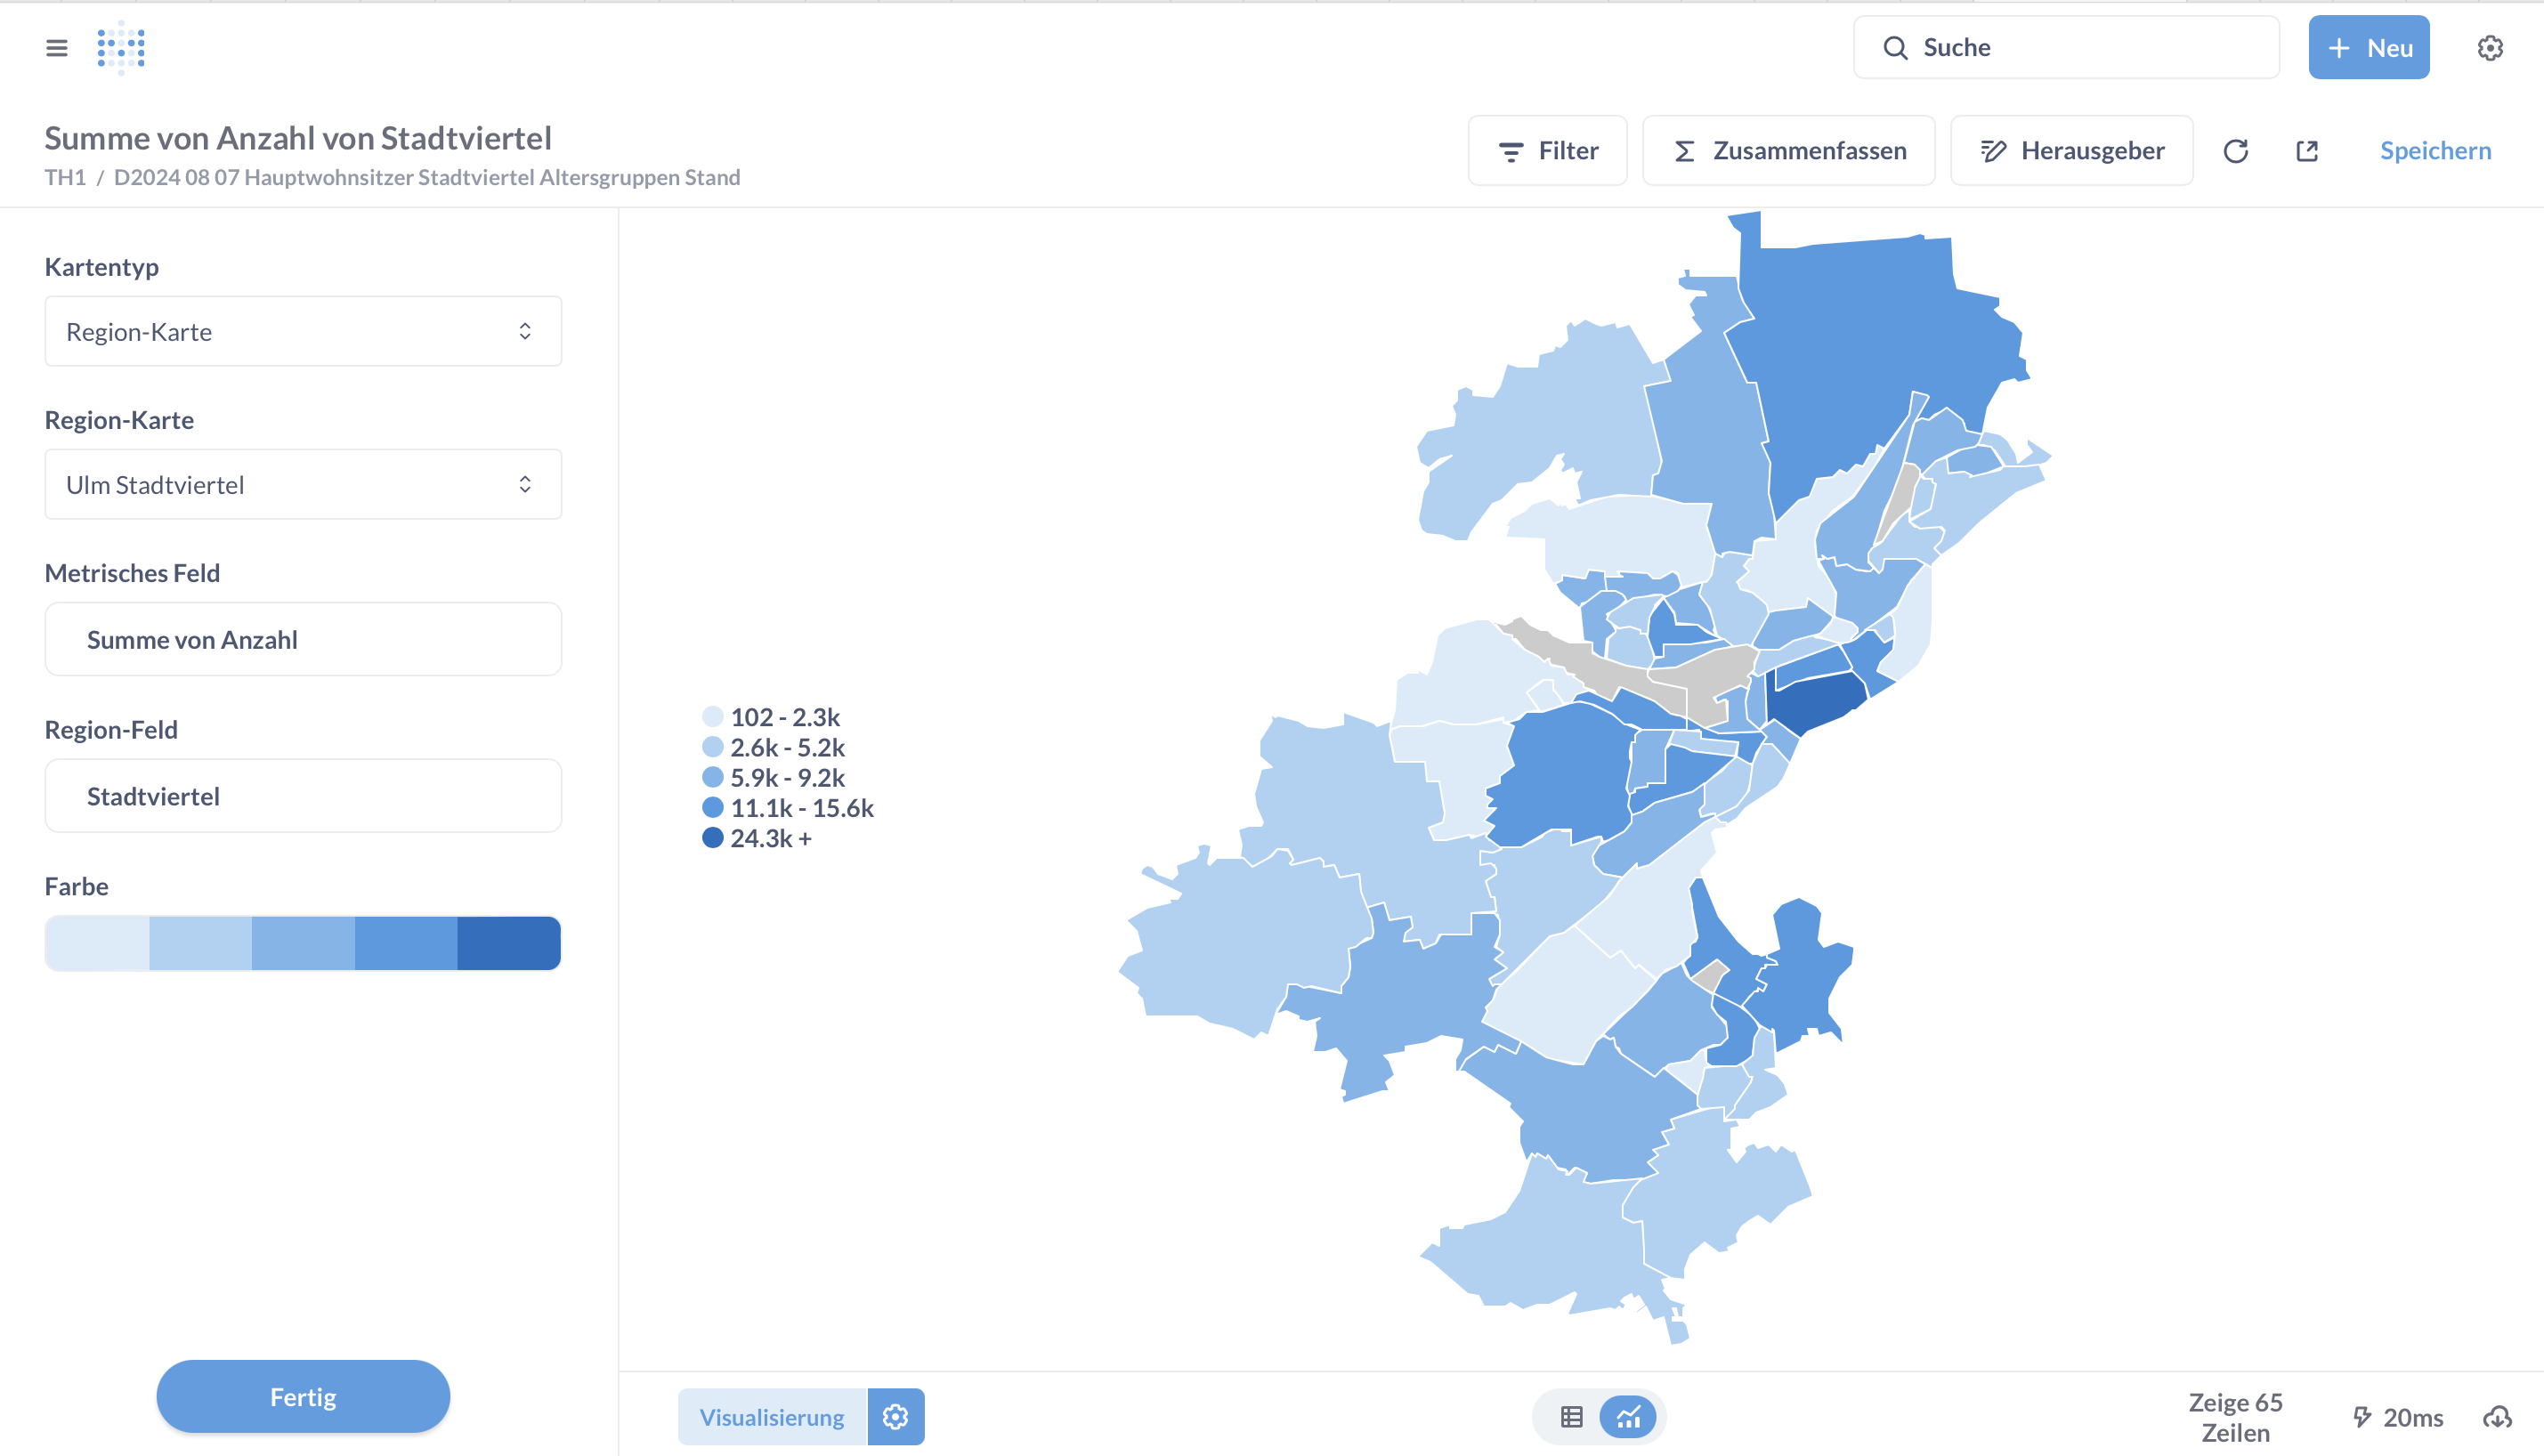 Suche
+ Neu
Summe von Anzahl von Stadtviertel
TH1 / D2024 08 07 Hauptwohnsitzer Stadtviertel Altersgruppen Stand
Filter
Σ Zusammenfassen
Herausgeber
Speichern
Kartentyp
Region-Karte
Region-Karte
Ulm Stadtviertel
Metrisches Feld
Summe von Anzahl
Region-Feld
Stadtviertel
Farbe
Fertig
102 - 2.3k
2.6k - 5.2k
5.9k - 9.2k
11.1k - 15.6k
24.3k +
Visualisierung
Zeige 65
Zeilen
20ms